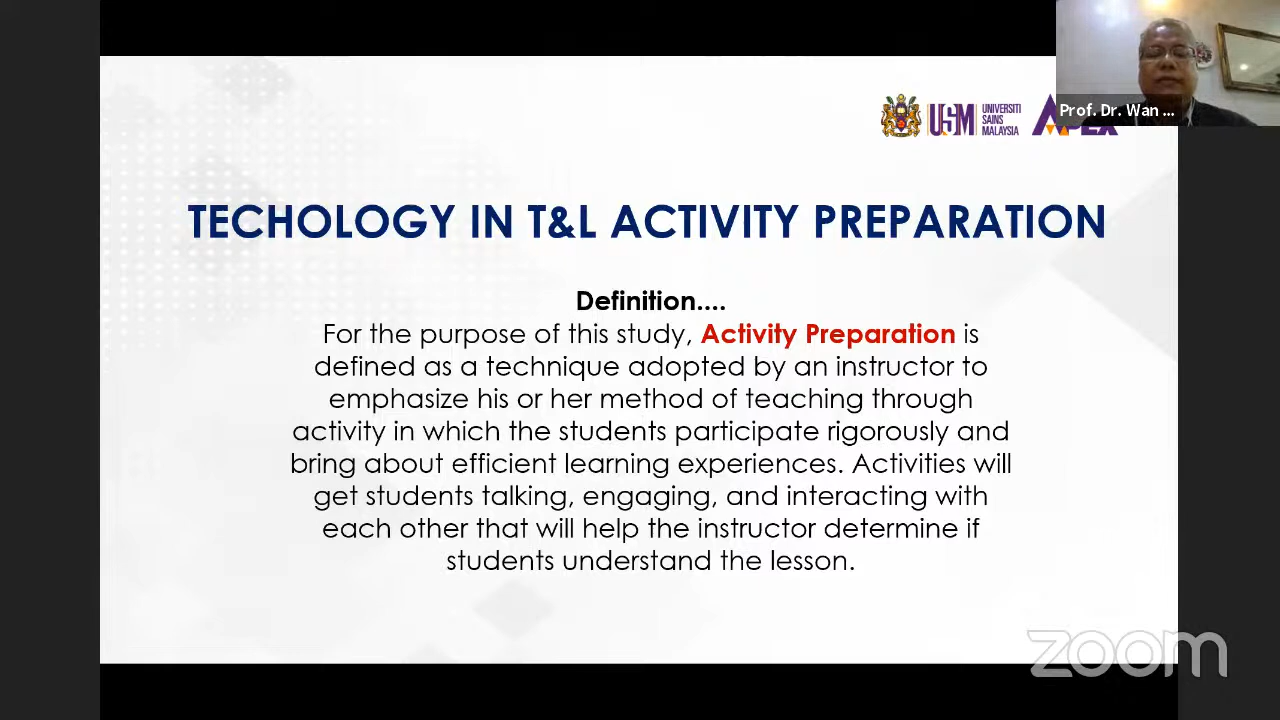 USM
UNIVERSITI
SAINS
MALAYSIA
APEX
Prof. Dr. Wan ...
TECHOLOGY IN T&L ACTIVITY PREPARATION
Definition....
For the purpose of this study, Activity Preparation is
defined as a technique adopted by an instructor to
emphasize his or her method of teaching through
activity in which the students participate rigorously and
bring about efficient learning experiences. Activities will
get students talking, engaging, and interacting with
each other that will help the instructor determine if
students understand the lesson.
zoom